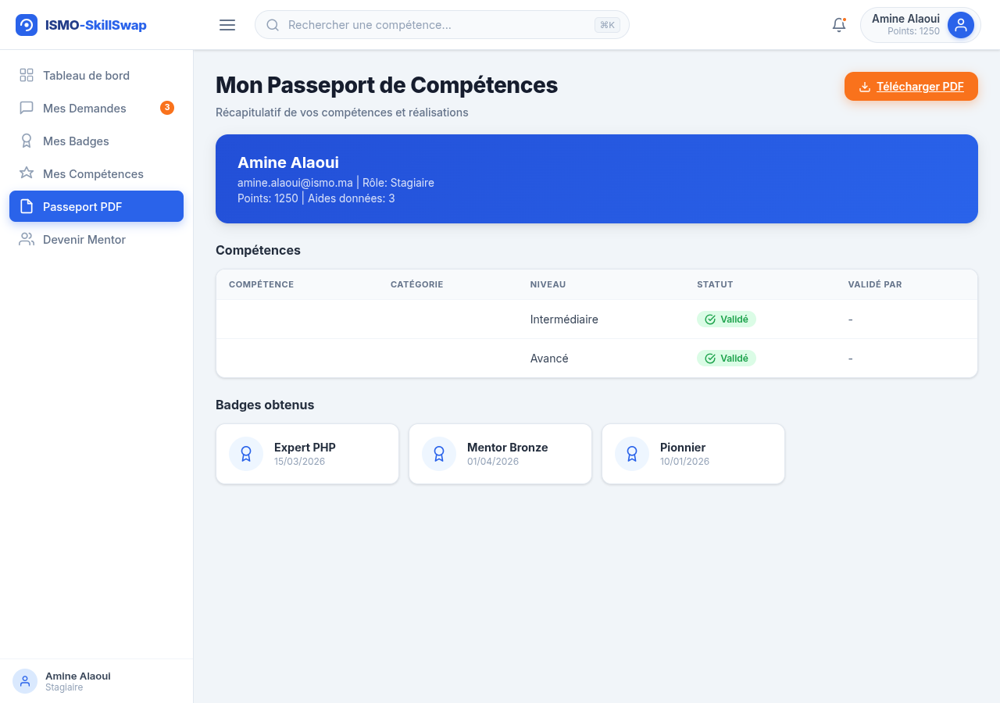 ISMO-SkillSwap
Rechercher une compétence...
⌘K
Amine Alaoui
Points: 1250
Tableau de bord
Mes Demandes
3
Mes Badges
Mes Compétences
Passeport PDF
Devenir Mentor
Mon Passeport de Compétences
Télécharger PDF
Récapitulatif de vos compétences et réalisations
Amine Alaoui
amine.alaoui@ismo.ma | Rôle: Stagiaire
Points: 1250 | Aides données: 3
Compétences
COMPÉTENCE CATÉGORIE NIVEAU STATUT VALIDÉ PAR
Intermédiaire Validé -
Avancé Validé -
Badges obtenus
Expert PHP
15/03/2026
Mentor Bronze
01/04/2026
Pionnier
10/01/2026
Amine Alaoui
Stagiaire